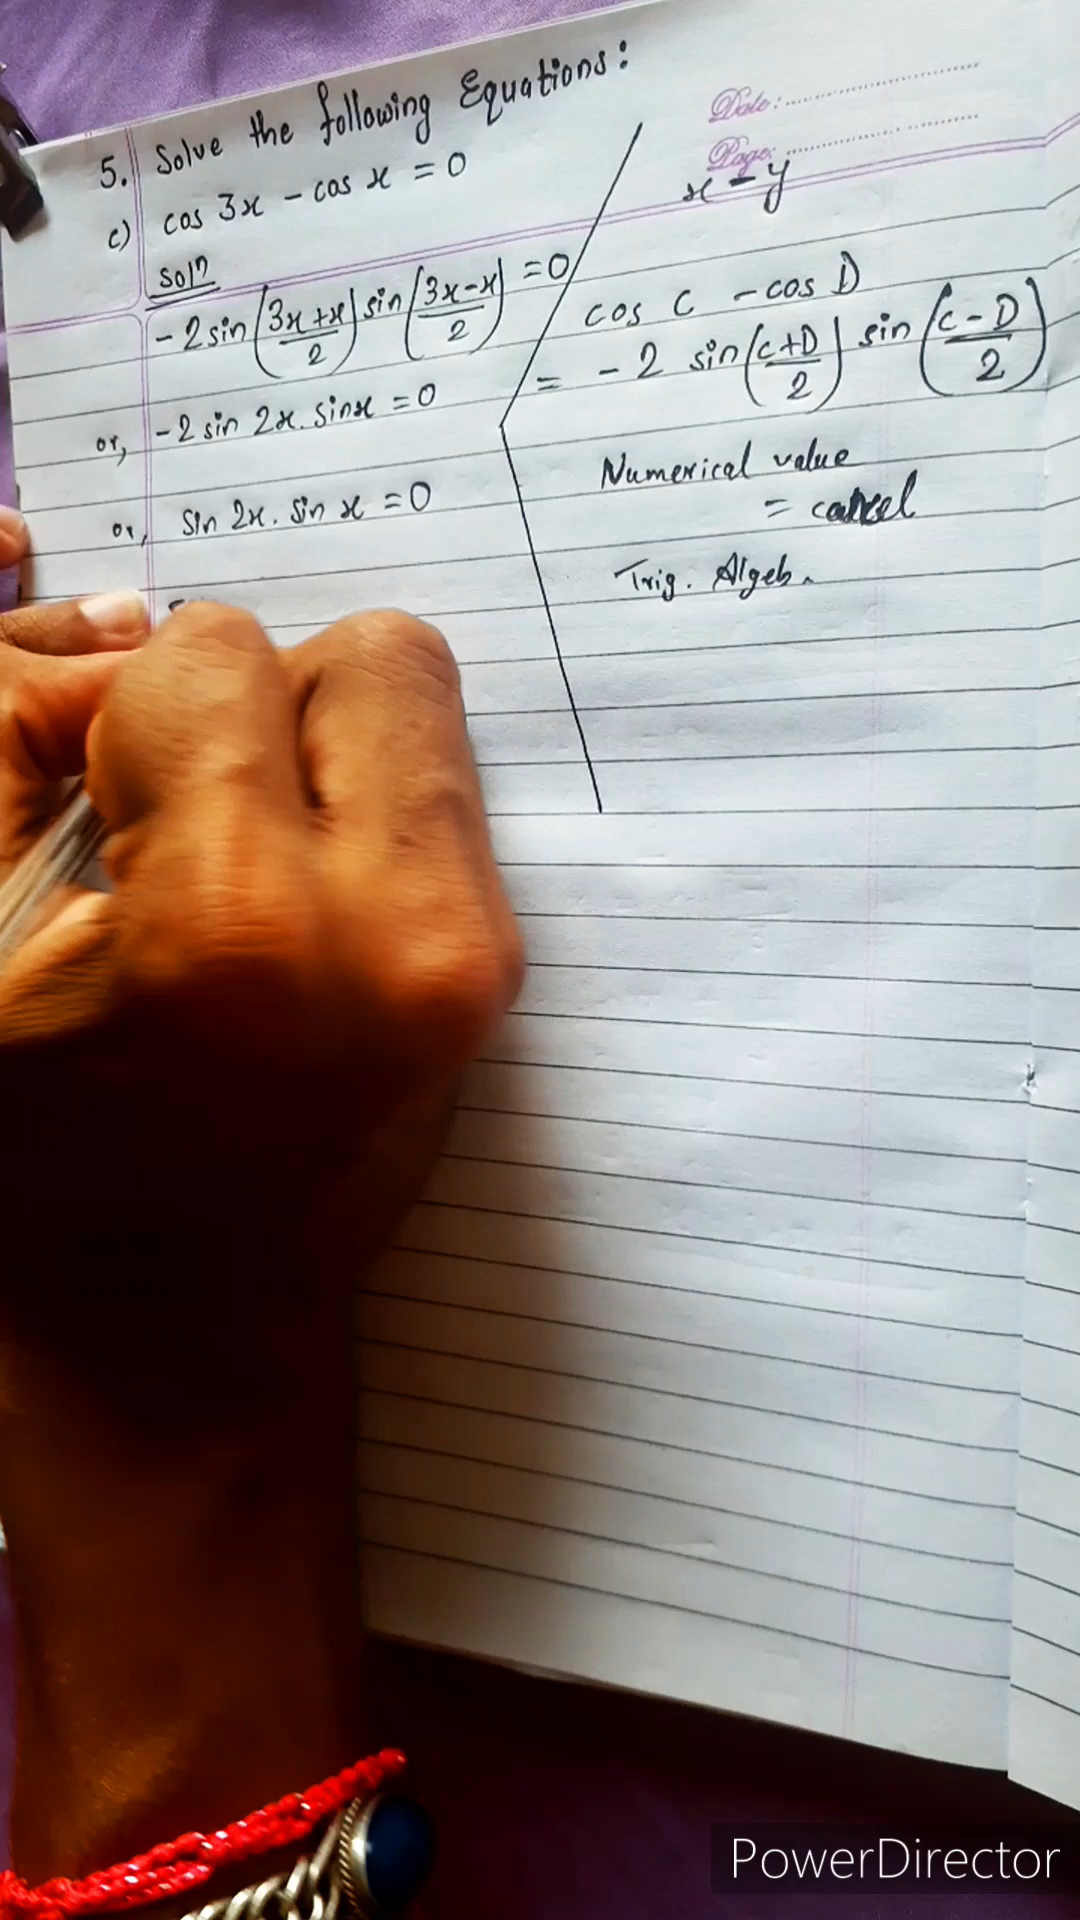 5. Solve the following Equations:
c) cos 3x - cos x = 0
Solⁿ
-2 sin (3x+x/2) sin (3x-x/2) = 0
or, -2 sin 2x. sinx = 0
or, sin 2x. sin x = 0
Date:
Page:
x - y
cos C - cos D
= -2 sin (C+D/2) sin (C-D/2)
Numerical value
= cancel
Trig. Algeb.
PowerDirector